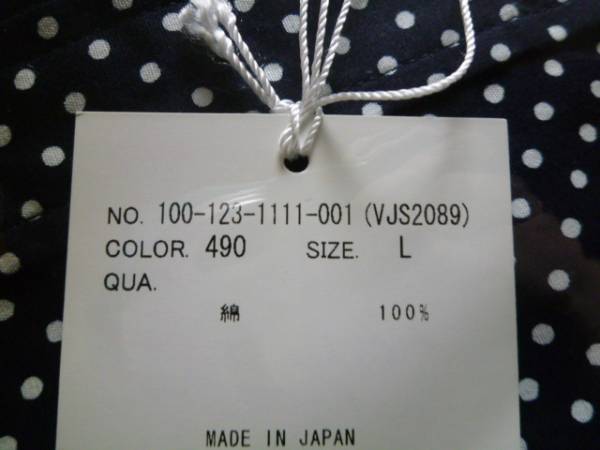 NO. 100-123-1111-001 (VJS2089)
COLOR. 490 SIZE. L
QUA.
綿 100%
MADE IN JAPAN